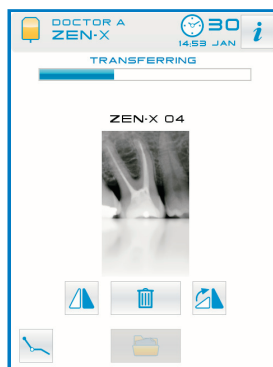 DOCTOR A
ZEN-X
30
14:53 JAN
i
TRANSFERRING
ZEN-X 04